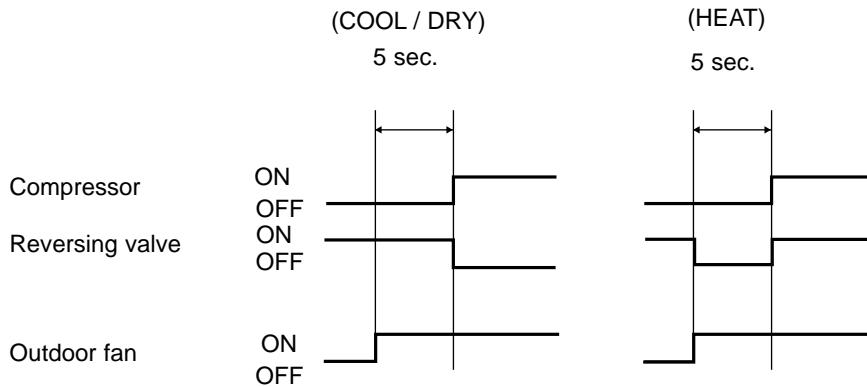 (COOL / DRY) (HEAT)
5 sec. 5 sec.
Compressor ON
OFF
Reversing valve ON
OFF
Outdoor fan ON
OFF